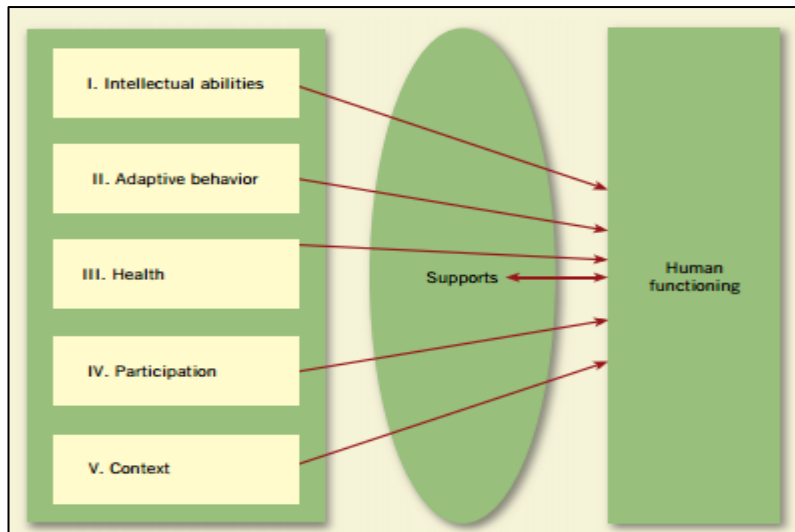 I. Intellectual abilities
II. Adaptive behavior
III. Health
IV. Participation
V. Context
Supports
Human
functioning